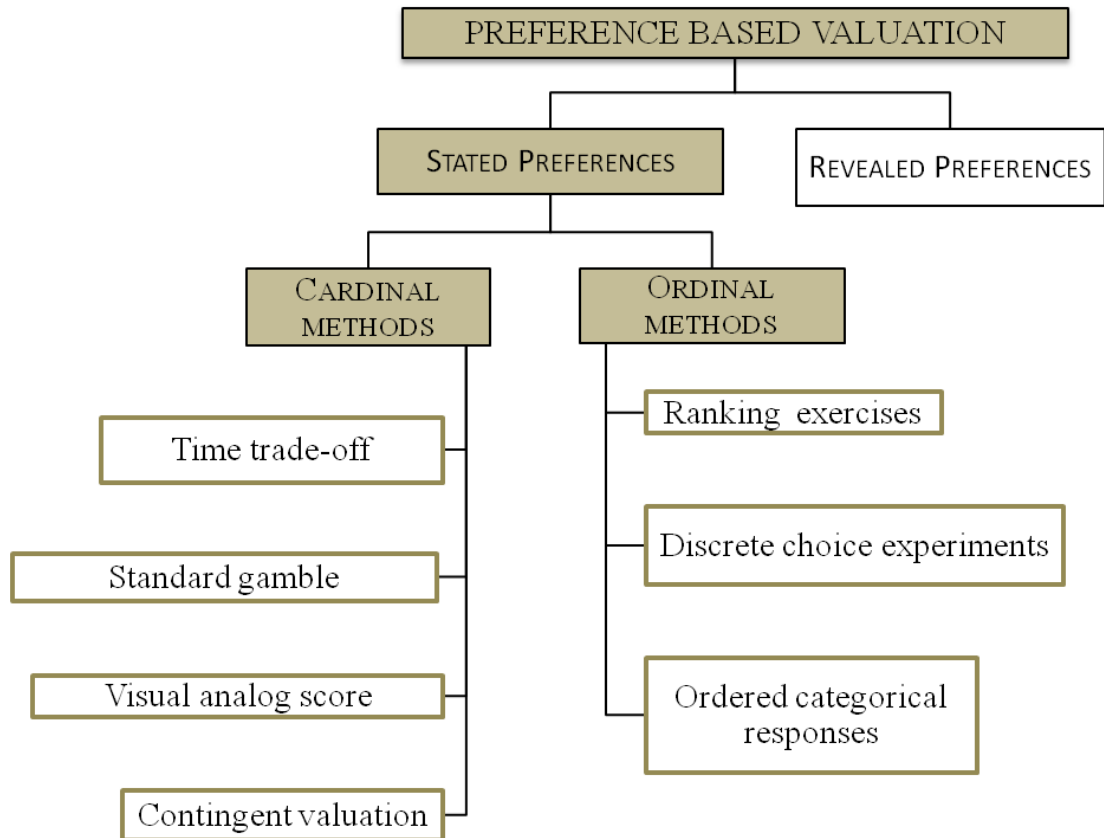 PREFERENCE BASED VALUATION
STATED PREFERENCES
REVEALED PREFERENCES
CARDINAL
METHODS
ORDINAL
METHODS
Time trade-off
Standard gamble
Visual analog score
Contingent valuation
Ranking exercises
Discrete choice experiments
Ordered categorical
responses